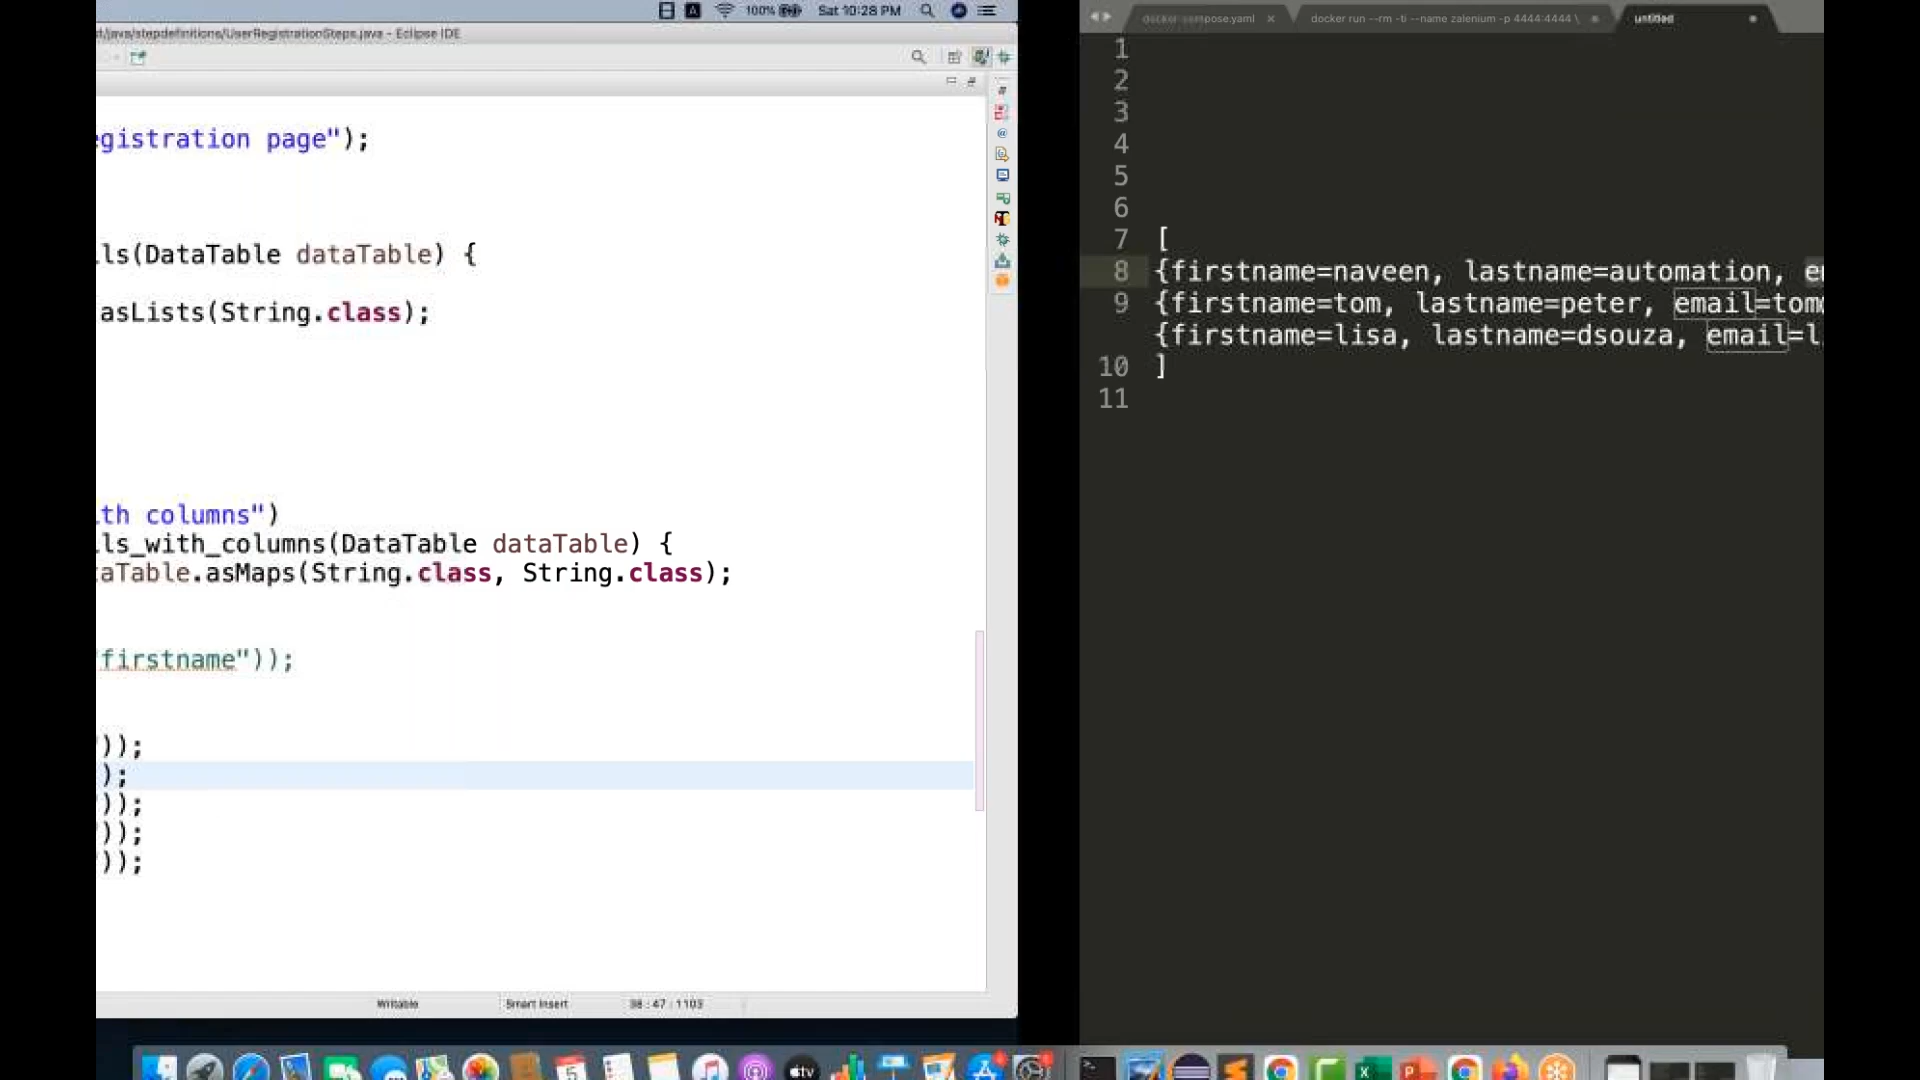 100%
Sat 10:28 PM
t/java/stepdefinitions/UserRegistrationSteps.java - Eclipse IDE
egistration page");
ls(DataTable dataTable) {
asLists(String.class);
th columns")
ls_with_columns(DataTable dataTable) {
aTable.asMaps(String.class, String.class);
"firstname"));
"));
");
"));
"));
"));
Writable
Smart Insert
38 : 47 : 1103
docker-compose.yaml
docker run --rm -ti --name zalenium -p 4444:4444 \
untitled
1
2
3
4
5
6
7 [
8 {firstname=naveen, lastname=automation, e
9 {firstname=tom, lastname=peter, email=tom
{firstname=lisa, lastname=dsouza, email=l
10 ]
11
5
tv